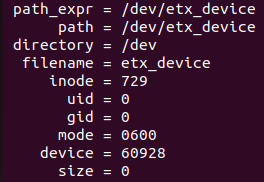 path_expr = /dev/etx_device
path = /dev/etx_device
directory = /dev
filename = etx_device
inode = 729
uid = 0
gid = 0
mode = 0600
device = 60928
size = 0